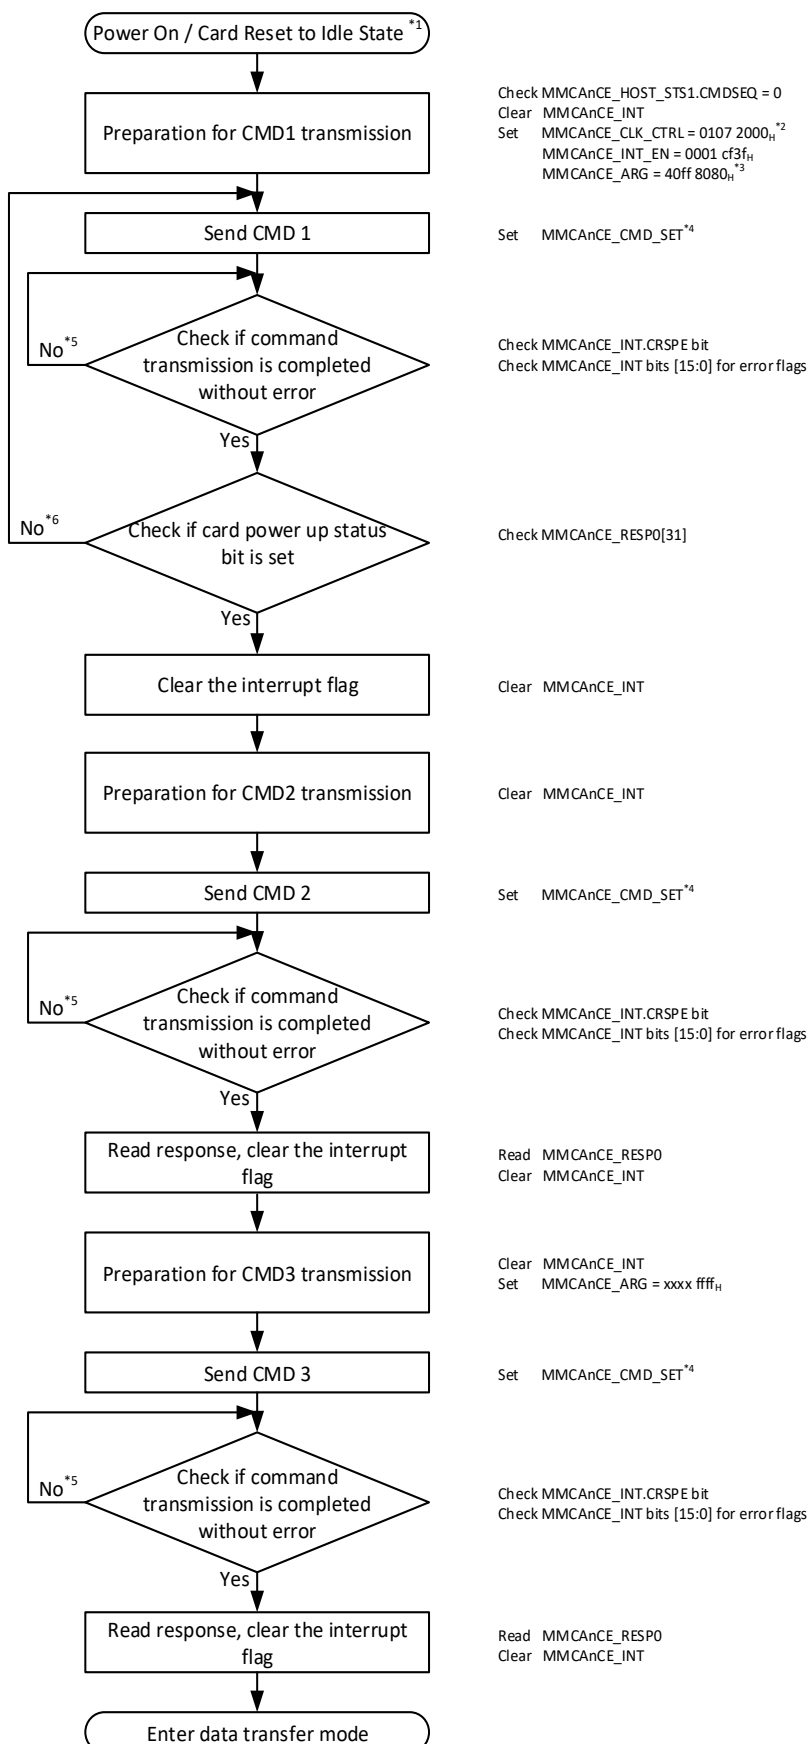 Power On / Card Reset to Idle State *1
Preparation for CMD1 transmission
Check MMCAnCE_HOST_STS1.CMDSEQ = 0
Clear MMCAnCE_INT
Set MMCAnCE_CLK_CTRL = 0107 2000H*2
MMCAnCE_INT_EN = 0001 cf3fH
MMCAnCE_ARG = 40ff 8080H*3
Send CMD 1
Set MMCAnCE_CMD_SET*4
No*5
Check if command
transmission is completed
without error
Check MMCAnCE_INT.CRSPE bit
Check MMCAnCE_INT bits [15:0] for error flags
Yes
No*6
Check if card power up status
bit is set
Check MMCAnCE_RESP0[31]
Yes
Clear the interrupt flag
Clear MMCAnCE_INT
Preparation for CMD2 transmission
Clear MMCAnCE_INT
Send CMD 2
Set MMCAnCE_CMD_SET*4
No*5
Check if command
transmission is completed
without error
Check MMCAnCE_INT.CRSPE bit
Check MMCAnCE_INT bits [15:0] for error flags
Yes
Read response, clear the interrupt
flag
Read MMCAnCE_RESP0
Clear MMCAnCE_INT
Preparation for CMD3 transmission
Clear MMCAnCE_INT
Set MMCAnCE_ARG = xxxx ffffH
Send CMD 3
Set MMCAnCE_CMD_SET*4
No*5
Check if command
transmission is completed
without error
Check MMCAnCE_INT.CRSPE bit
Check MMCAnCE_INT bits [15:0] for error flags
Yes
Read response, clear the interrupt
flag
Read MMCAnCE_RESP0
Clear MMCAnCE_INT
Enter data transfer mode